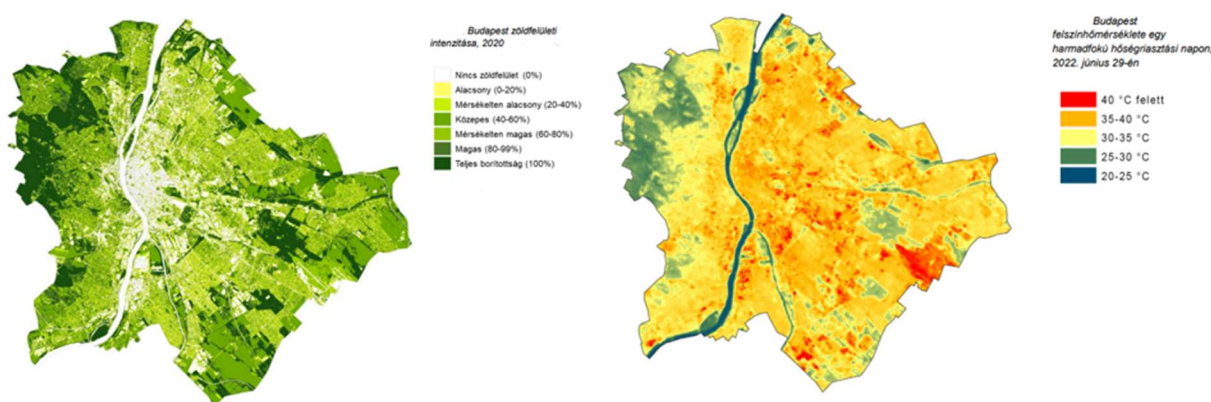 Budapest zöldfelületi
intenzitása, 2020
Nincs zöldfelület (0%)
Alacsony (0-20%)
Mérsékelten alacsony (20-40%)
Közepes (40-60%)
Mérsékelten magas (60-80%)
Magas (80-99%)
Teljes borítottság (100%)
Budapest
felszínhőmérséklete egy
harmadfokú hőségriasztási napon,
2022. június 29-én
40 °C felett
35-40 °C
30-35 °C
25-30 °C
20-25 °C